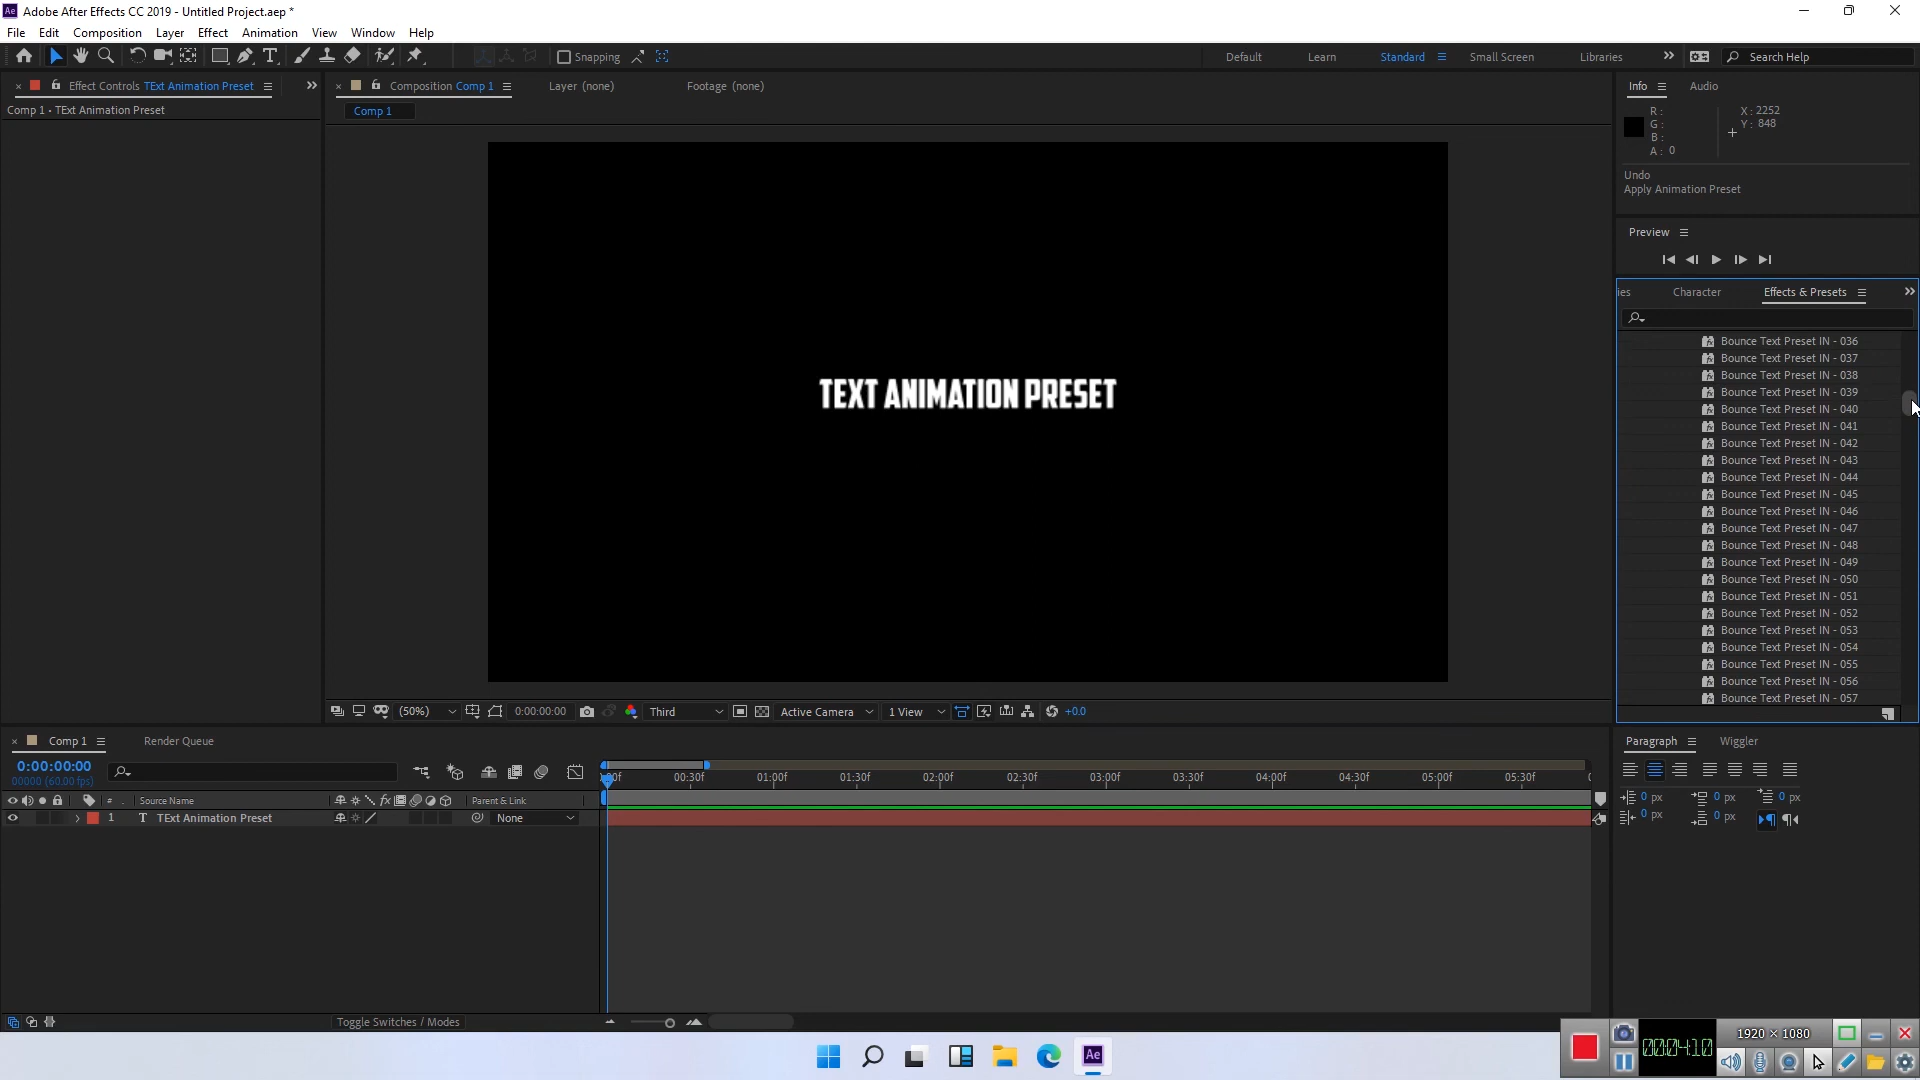 Ae Adobe After Effects CC 2019 - Untitled Project.aep *
File Edit Composition Layer Effect Animation View Window Help
Snapping Default Learn Standard Small Screen Libraries Search Help
Effect Controls TExt Animation Preset
Composition Comp 1 Layer (none) Footage (none)
Info Audio
Comp 1 • TExt Animation Preset
Comp 1
R :
G :
B :
A : 0
X : 2252
Y : 848
Undo
Apply Animation Preset
Preview
ies Character Effects & Presets
Bounce Text Preset IN - 036
Bounce Text Preset IN - 037
Bounce Text Preset IN - 038
Bounce Text Preset IN - 039
Bounce Text Preset IN - 040
Bounce Text Preset IN - 041
Bounce Text Preset IN - 042
Bounce Text Preset IN - 043
Bounce Text Preset IN - 044
Bounce Text Preset IN - 045
Bounce Text Preset IN - 046
Bounce Text Preset IN - 047
Bounce Text Preset IN - 048
Bounce Text Preset IN - 049
Bounce Text Preset IN - 050
Bounce Text Preset IN - 051
Bounce Text Preset IN - 052
Bounce Text Preset IN - 053
Bounce Text Preset IN - 054
Bounce Text Preset IN - 055
Bounce Text Preset IN - 056
Bounce Text Preset IN - 057
TEXT ANIMATION PRESET
(50%) 0:00:00:00 Third Active Camera 1 View +0.0
Comp 1 Render Queue
0:00:00:00
00000 (60.00 fps)
00:30f 01:00f 01:30f 02:00f 02:30f 03:00f 03:30f 04:00f 04:30f 05:00f 05:30f
# Source Name fx Parent & Link
1 T TExt Animation Preset None
Toggle Switches / Modes
Paragraph Wiggler
0 px 0 px 0 px
0 px 0 px
Ae
00:04:10 1920 × 1080